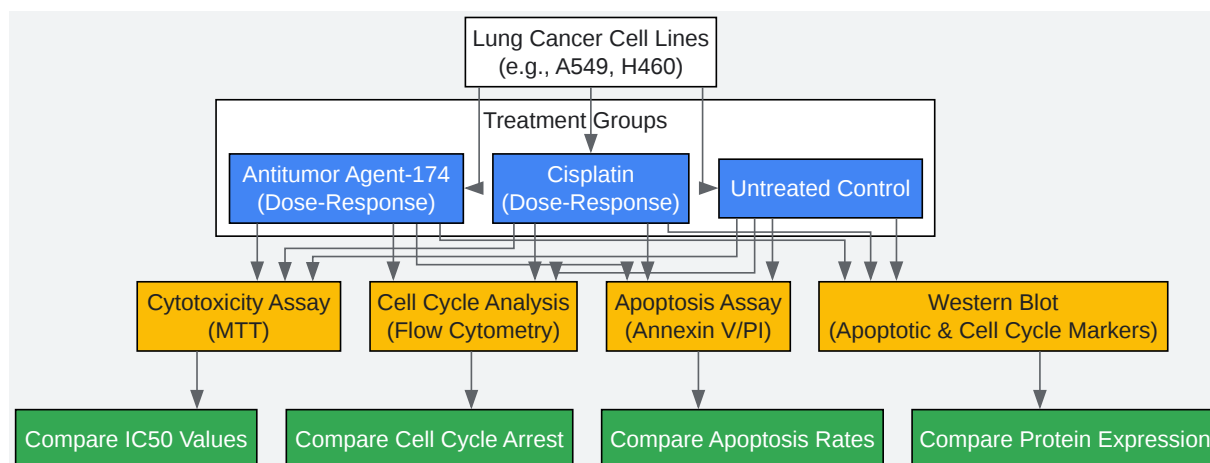 Lung Cancer Cell Lines
(e.g., A549, H460)
Treatment Groups
Antitumor Agent-174
(Dose-Response)
Cisplatin
(Dose-Response)
Untreated Control
Cytotoxicity Assay
(MTT)
Cell Cycle Analysis
(Flow Cytometry)
Apoptosis Assay
(Annexin V/PI)
Western Blot
(Apoptotic & Cell Cycle Markers)
Compare IC50 Values
Compare Cell Cycle Arrest
Compare Apoptosis Rates
Compare Protein Expression